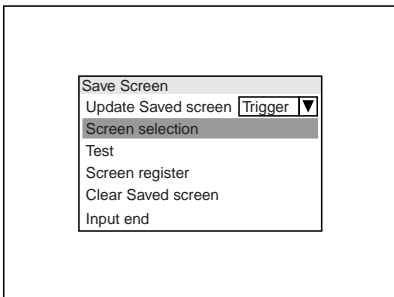 Save Screen
Update Saved screen Trigger ▼
Screen selection
Test
Screen register
Clear Saved screen
Input end